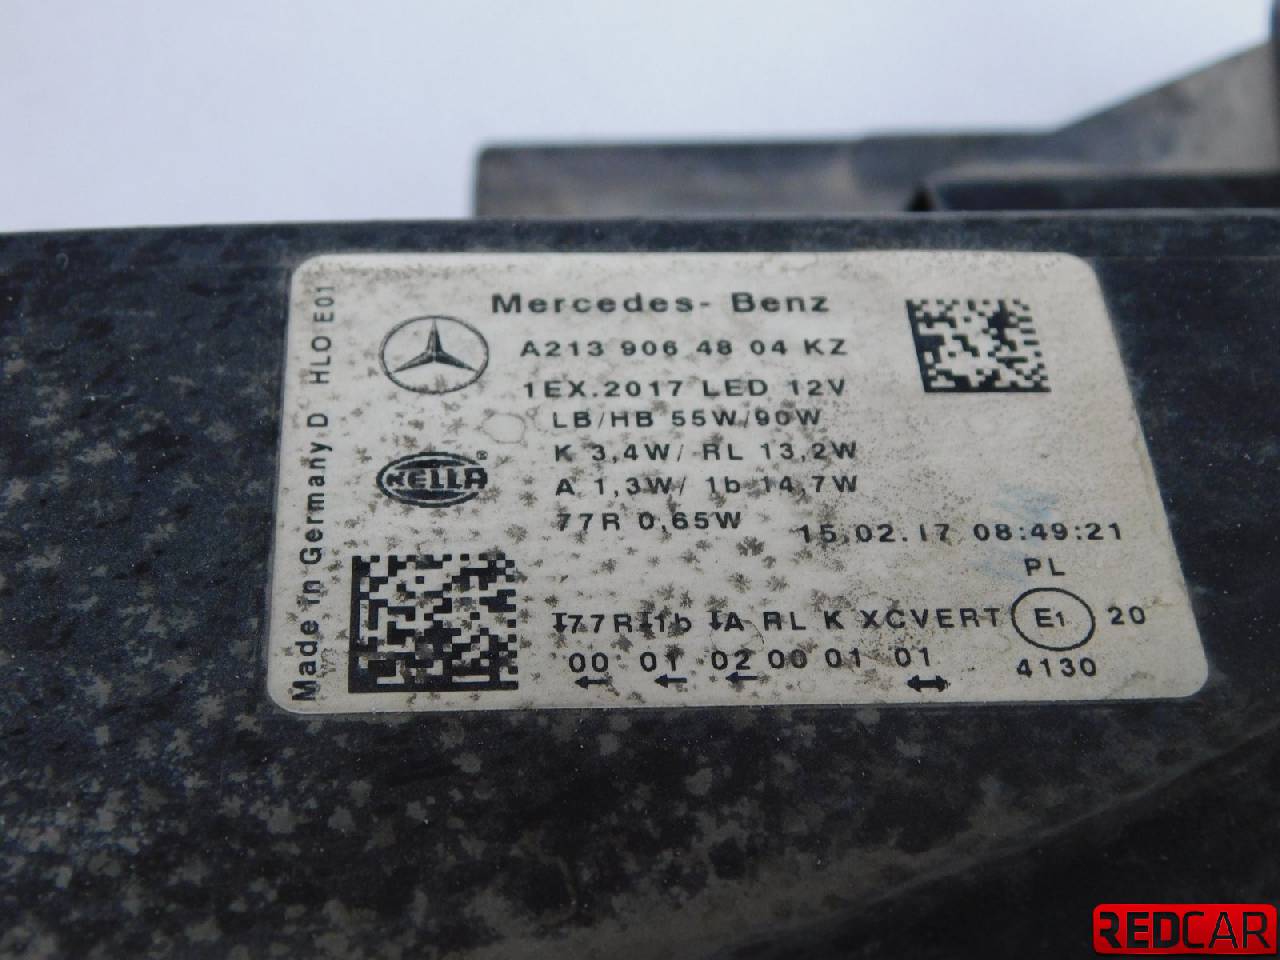 Mercedes-Benz
A213 906 48 04 KZ
1EX.2017 LED 12V
LB/HB 55W/90W
K 3,4W/ RL 13,2W
A 1,3W/ 1b 14,7W
77R 0,65W
15.02.17 08:49:21
PL
HELLA®
Made in Germany D HLO E01
77R 1b A RL K XCVERT E1 20
00 01 02 00 01 01 4130
REDCAR